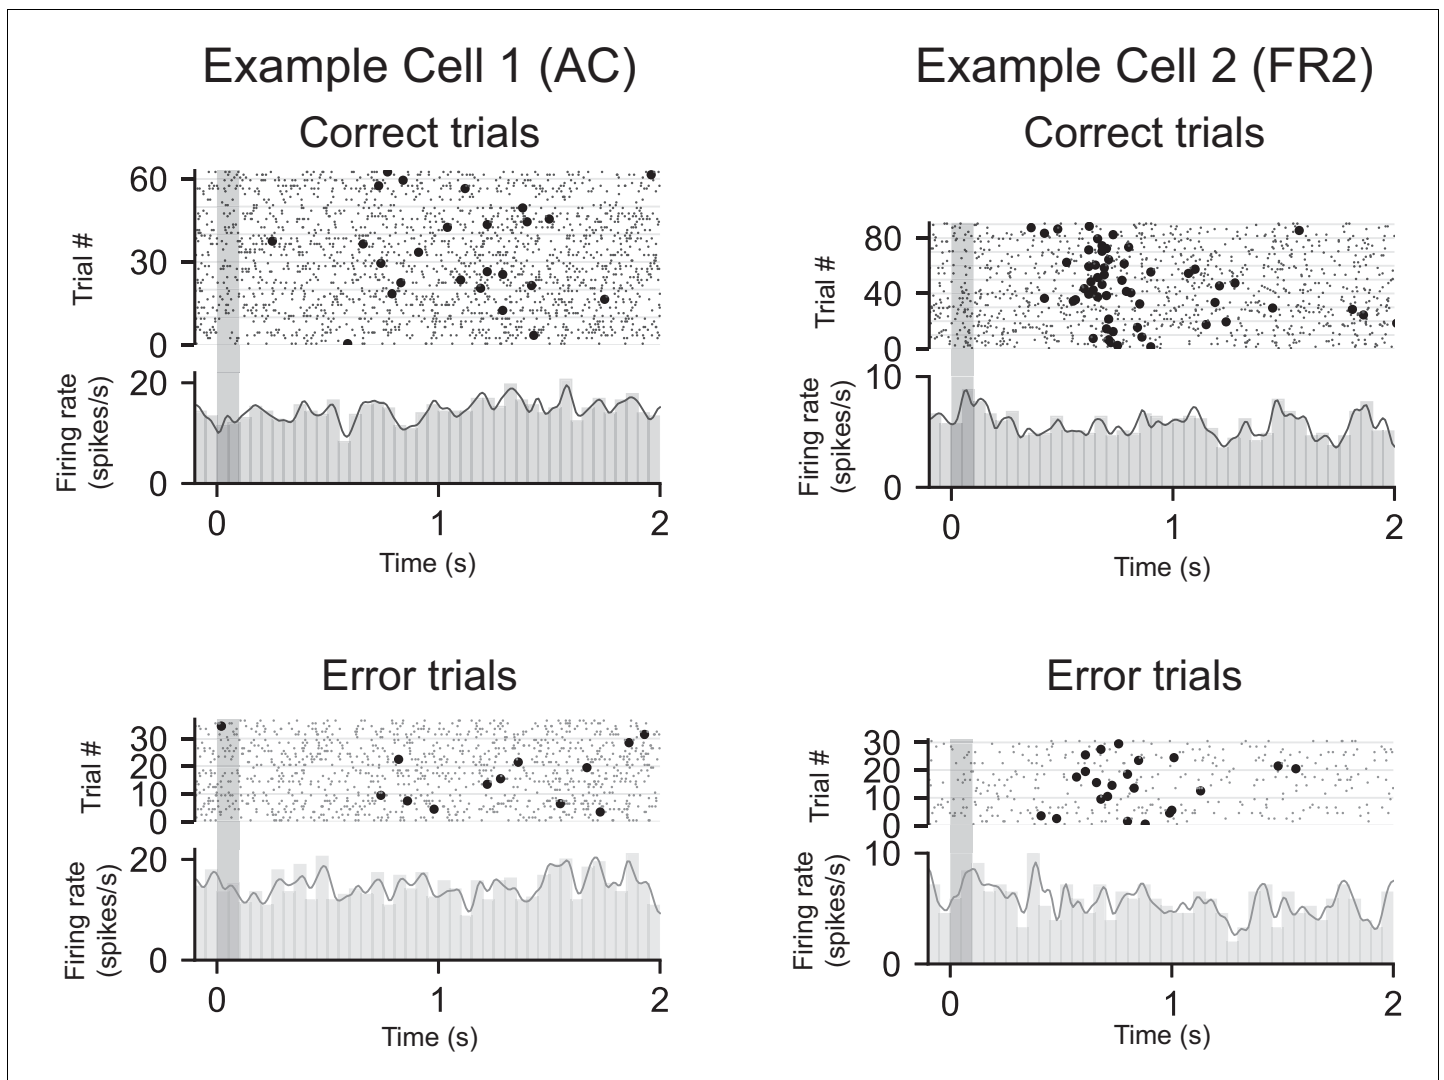 Example Cell 1 (AC)
Correct trials
60
30
0
Trial #
20
0
Firing rate
(spikes/s)
0 1 2
Time (s)
Example Cell 2 (FR2)
Correct trials
80
40
0
Trial #
10
0
Firing rate
(spikes/s)
0 1 2
Time (s)
Error trials
30
20
10
0
Trial #
20
0
Firing rate
(spikes/s)
0 1 2
Time (s)
Error trials
30
20
10
0
Trial #
10
0
Firing rate
(spikes/s)
0 1 2
Time (s)